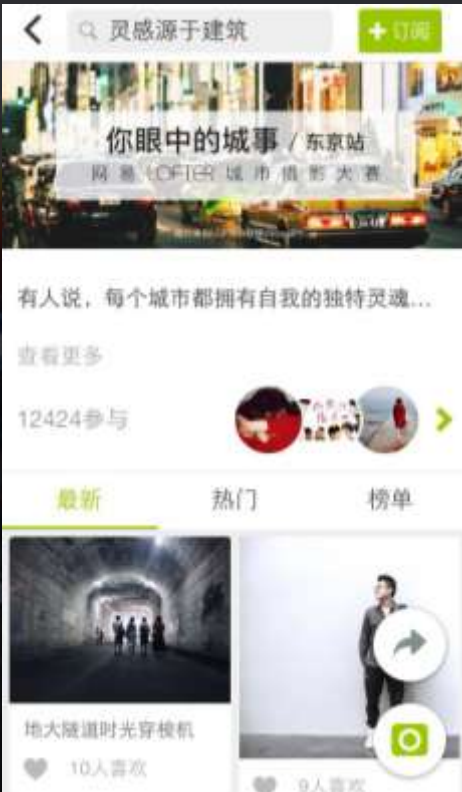 灵感源于建筑
订阅
你眼中的城事 / 东京站
网易 LOFTER 城市摄影大赛
有人说，每个城市都拥有自我的独特灵魂...
查看更多
12424参与
最新 热门 榜单
地大隧道时光穿梭机
10人喜欢
9人喜欢